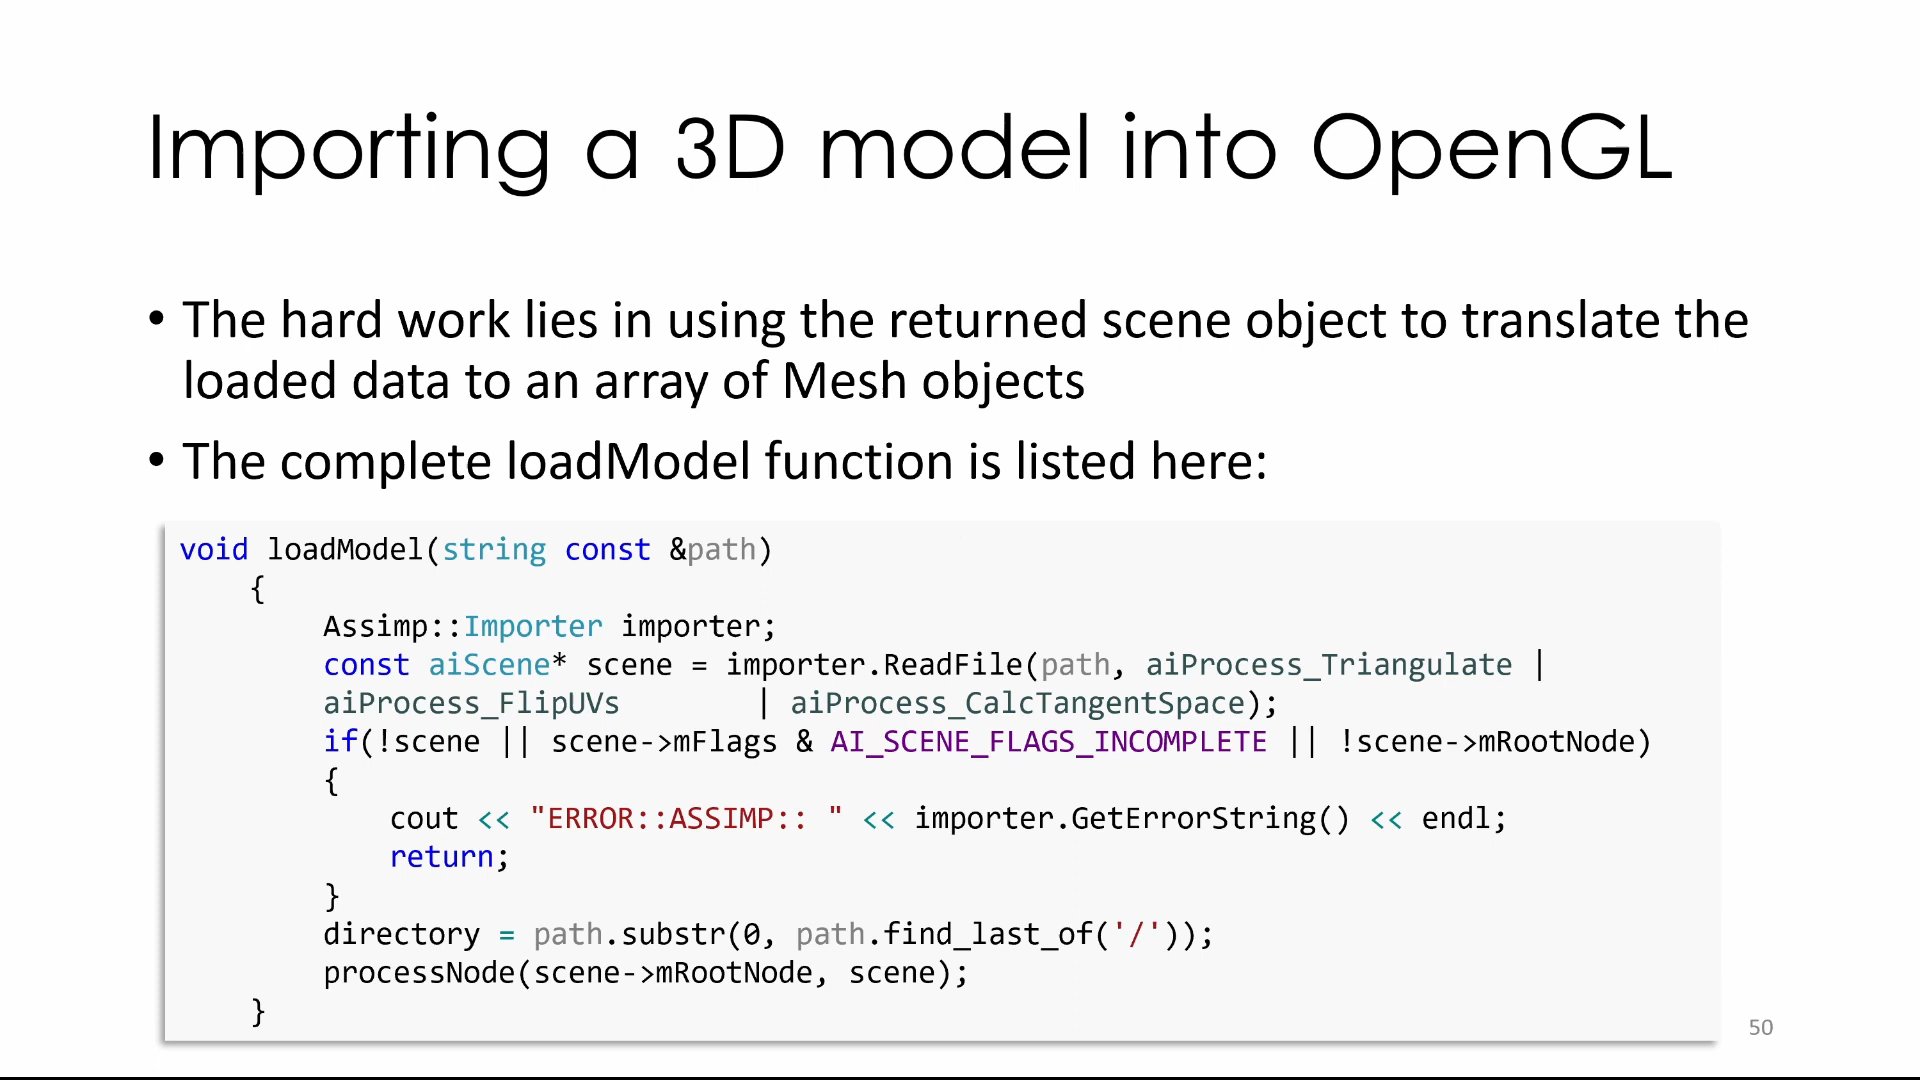 Importing a 3D model into OpenGL
• The hard work lies in using the returned scene object to translate the
loaded data to an array of Mesh objects
• The complete loadModel function is listed here:
void loadModel(string const &path)
{
Assimp::Importer importer;
const aiScene* scene = importer.ReadFile(path, aiProcess_Triangulate |
aiProcess_FlipUVs | aiProcess_CalcTangentSpace);
if(!scene || scene->mFlags & AI_SCENE_FLAGS_INCOMPLETE || !scene->mRootNode)
{
cout << "ERROR::ASSIMP:: " << importer.GetErrorString() << endl;
return;
}
directory = path.substr(0, path.find_last_of('/'));
processNode(scene->mRootNode, scene);
}
50